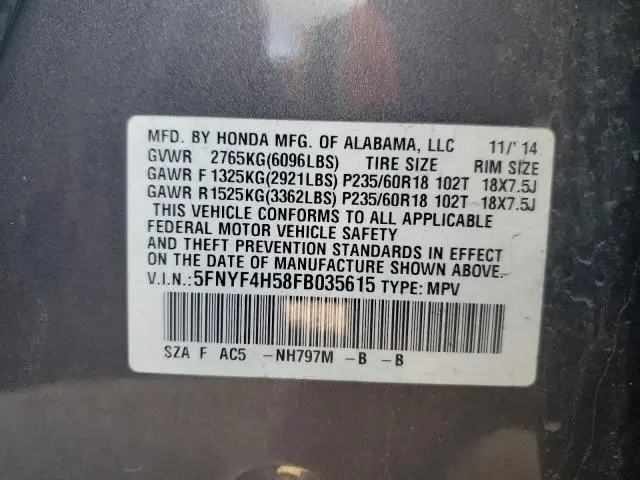 MFD. BY HONDA MFG. OF ALABAMA, LLC 11/'14
GVWR 2765KG(6096LBS) TIRE SIZE RIM SIZE
GAWR F 1325KG(2921LBS) P235/60R18 102T 18X7.5J
GAWR R1525KG(3362LBS) P235/60R18 102T 18X7.5J
THIS VEHICLE CONFORMS TO ALL APPLICABLE
FEDERAL MOTOR VEHICLE SAFETY
AND THEFT PREVENTION STANDARDS IN EFFECT
ON THE DATE OF MANUFACTURE SHOWN ABOVE.
V.I.N.:5FNYF4H58FB035615 TYPE: MPV
SZA F AC5 -NH797M -B -B